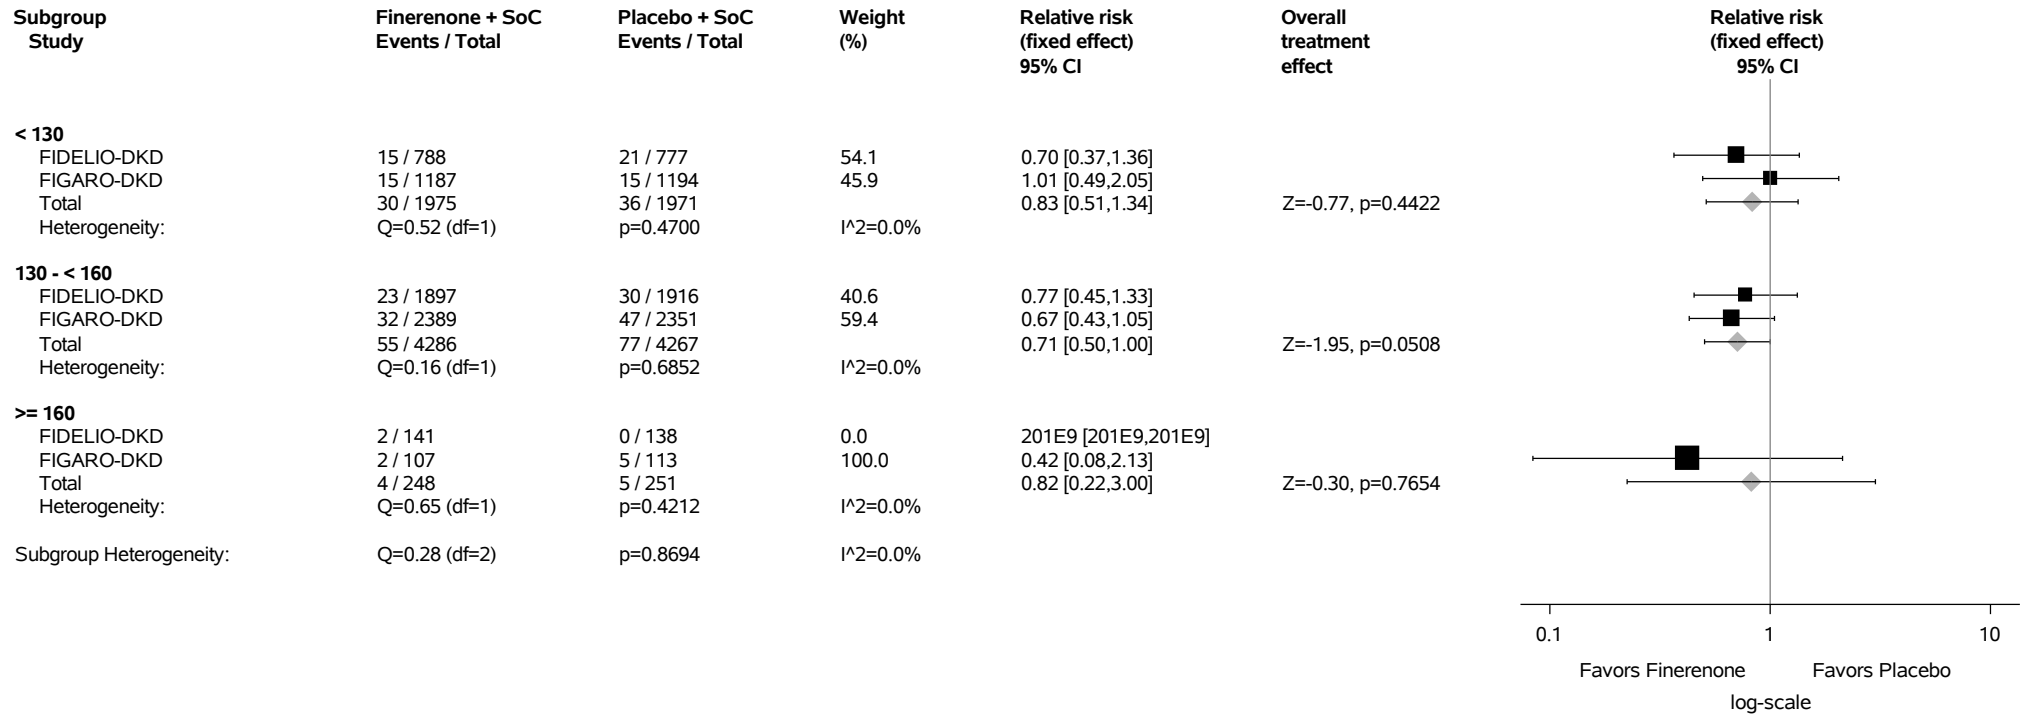 Subgroup Finerenone + SoC Placebo + SoC Weight Relative risk Overall Relative risk
Study Events / Total Events / Total (%) (fixed effect) treatment (fixed effect)
95% CI effect 95% CI
< 130
FIDELIO-DKD 15 / 788 21 / 777 54.1 0.70 [0.37,1.36]
FIGARO-DKD 15 / 1187 15 / 1194 45.9 1.01 [0.49,2.05]
Total 30 / 1975 36 / 1971 0.83 [0.51,1.34] Z=-0.77, p=0.4422
Heterogeneity: Q=0.52 (df=1) p=0.4700 I^2=0.0%
130 - < 160
FIDELIO-DKD 23 / 1897 30 / 1916 40.6 0.77 [0.45,1.33]
FIGARO-DKD 32 / 2389 47 / 2351 59.4 0.67 [0.43,1.05]
Total 55 / 4286 77 / 4267 0.71 [0.50,1.00] Z=-1.95, p=0.0508
Heterogeneity: Q=0.16 (df=1) p=0.6852 I^2=0.0%
>= 160
FIDELIO-DKD 2 / 141 0 / 138 0.0 201E9 [201E9,201E9]
FIGARO-DKD 2 / 107 5 / 113 100.0 0.42 [0.08,2.13]
Total 4 / 248 5 / 251 0.82 [0.22,3.00] Z=-0.30, p=0.7654
Heterogeneity: Q=0.65 (df=1) p=0.4212 I^2=0.0%
Subgroup Heterogeneity: Q=0.28 (df=2) p=0.8694 I^2=0.0%
0.1 1 10
Favors Finerenone Favors Placebo
log-scale